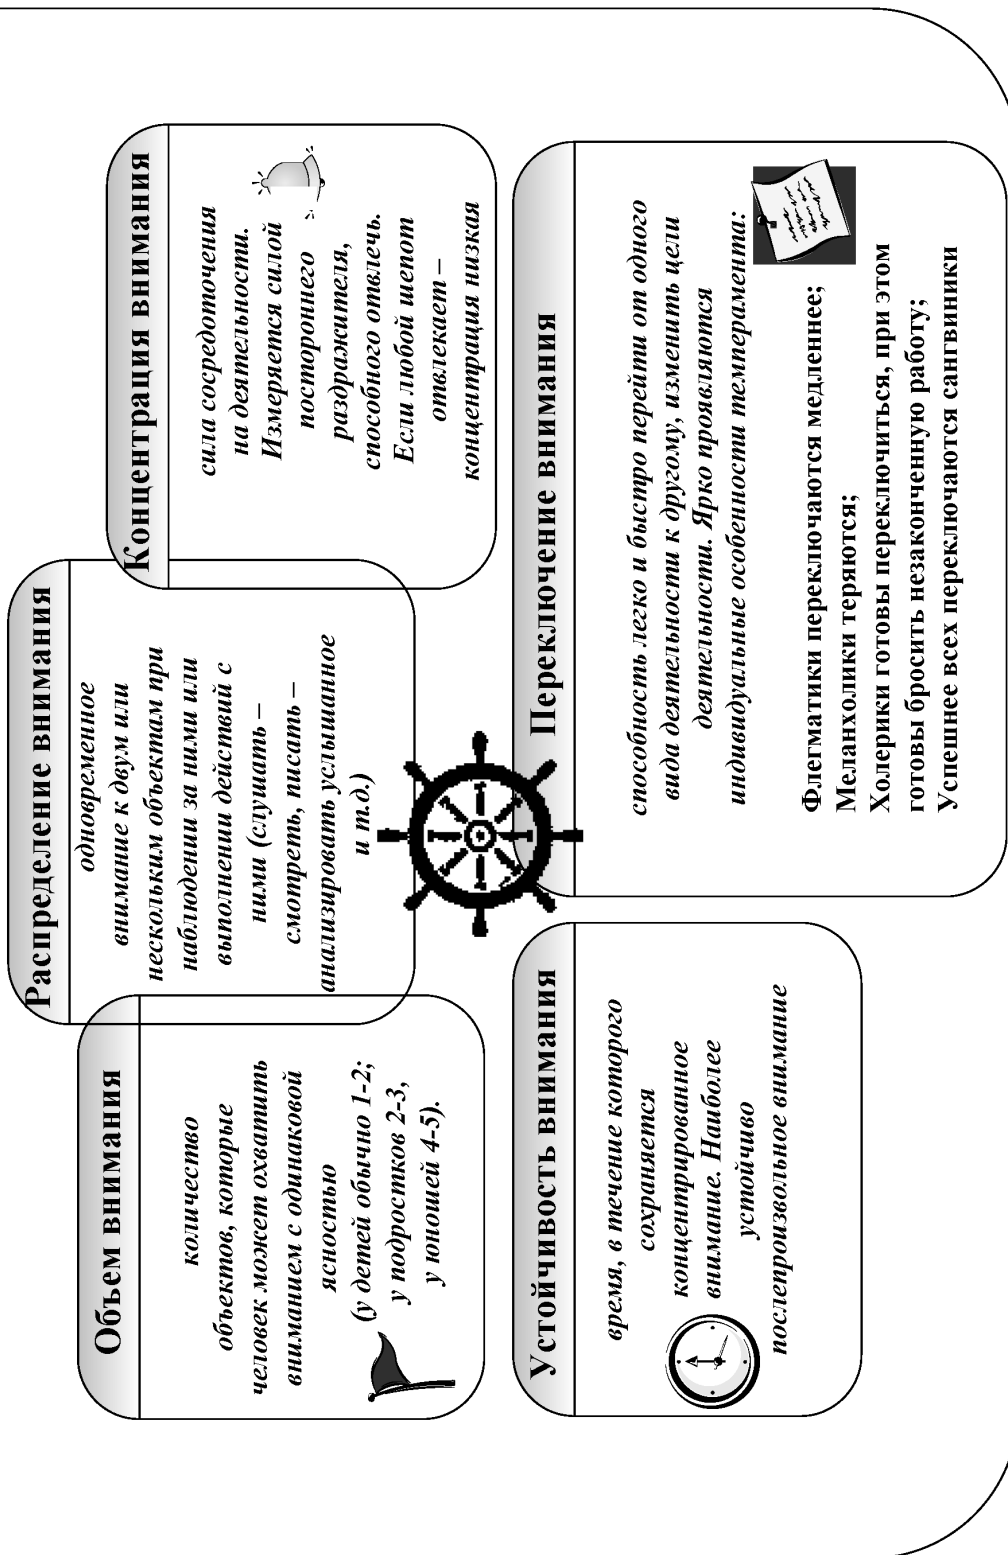 Объем внимания
количество
объектов, которые
человек может охватить
вниманием с одинаковой
ясностью
(у детей обычно 1-2;
у подростков 2-3,
у юношей 4-5).
Распределение внимания
одновременное
внимание к двум или
нескольким объектам при
наблюдении за ними или
выполнении действий с
ними (слушать –
смотреть, писать –
анализировать услышанное
и т.д.)
Концентрация внимания
сила сосредоточения
на деятельности.
Измеряется силой
постороннего
раздражителя,
способного отвлечь.
Если любой шепот
отвлекает –
концентрация низкая
Устойчивость внимания
время, в течение которого
сохраняется
концентрированное
внимание. Наиболее
устойчиво
послепроизвольное внимание
Переключение внимания
способность легко и быстро перейти от одного
вида деятельности к другому, изменить цели
деятельности. Ярко проявляются
индивидуальные особенности темперамента:
Флегматики переключаются медленнее;
Меланхолики теряются;
Холерики готовы переключиться, при этом
готовы бросить незаконченную работу;
Успешнее всех переключаются сангвиники